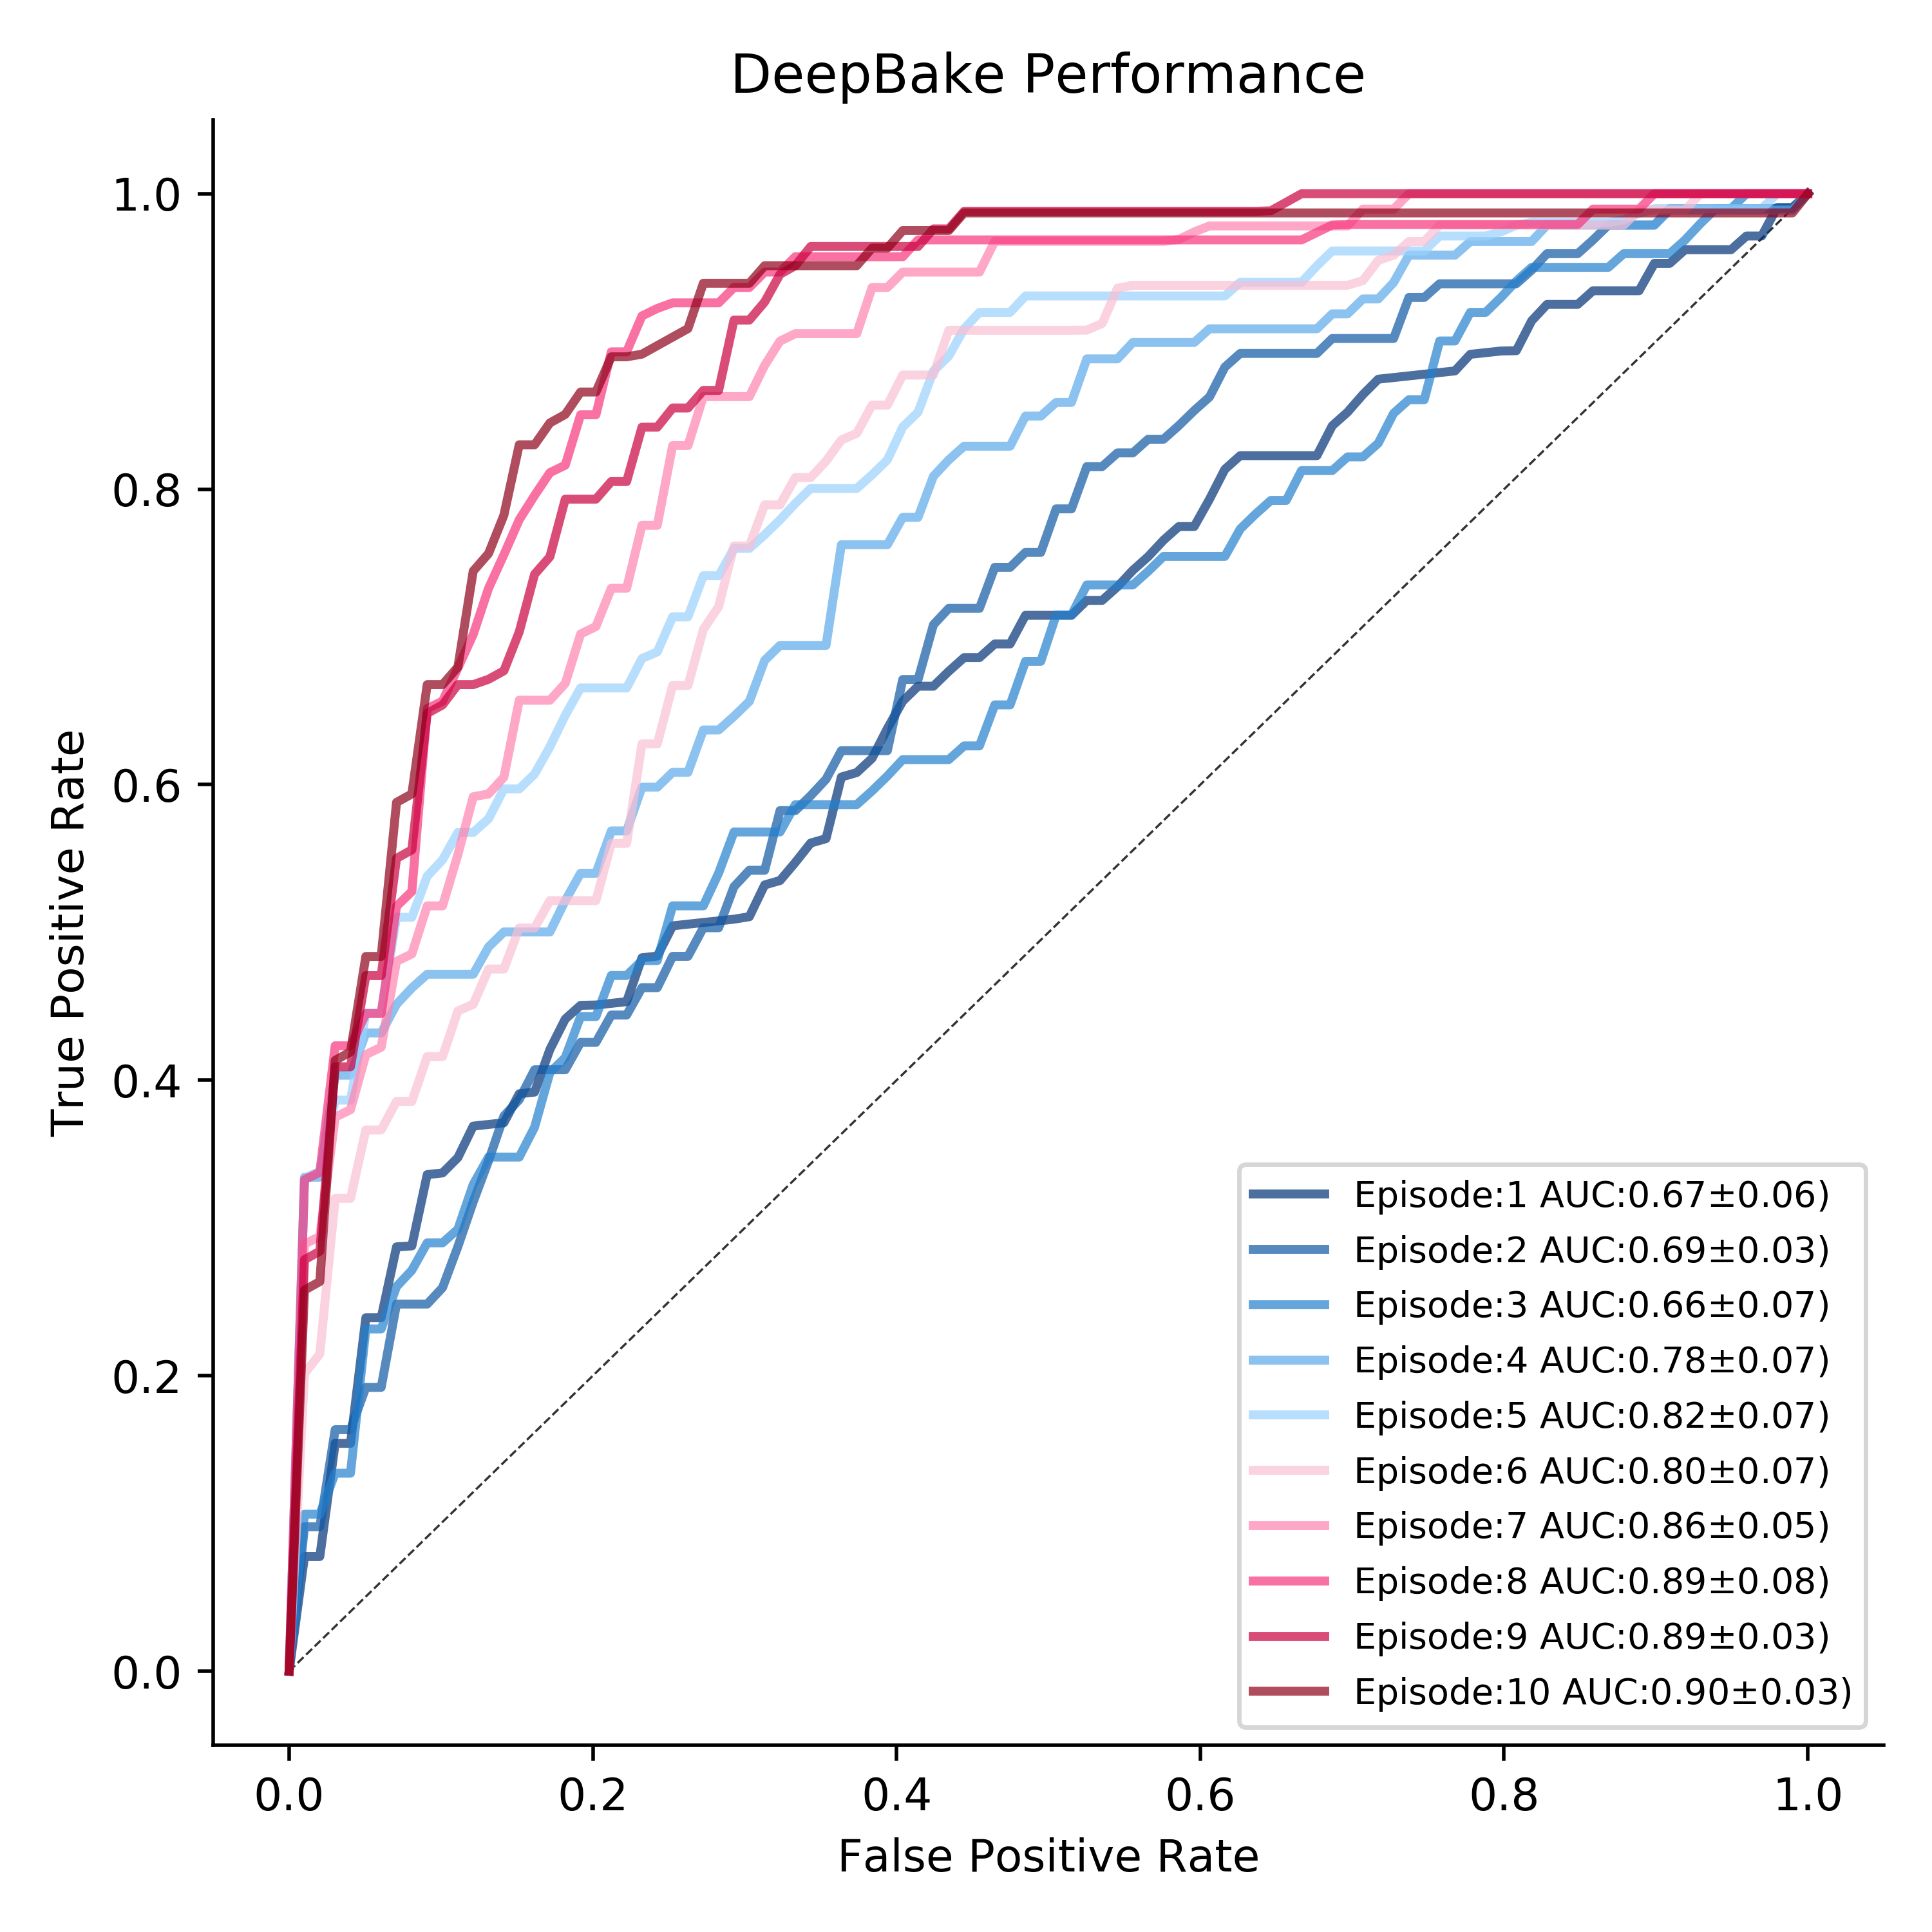 DeepBake Performance
True Positive Rate
1.0
0.8
0.6
0.4
0.2
0.0
Episode:1 AUC:0.67±0.06)
Episode:2 AUC:0.69±0.03)
Episode:3 AUC:0.66±0.07)
Episode:4 AUC:0.78±0.07)
Episode:5 AUC:0.82±0.07)
Episode:6 AUC:0.80±0.07)
Episode:7 AUC:0.86±0.05)
Episode:8 AUC:0.89±0.08)
Episode:9 AUC:0.89±0.03)
Episode:10 AUC:0.90±0.03)
0.0 0.2 0.4 0.6 0.8 1.0
False Positive Rate